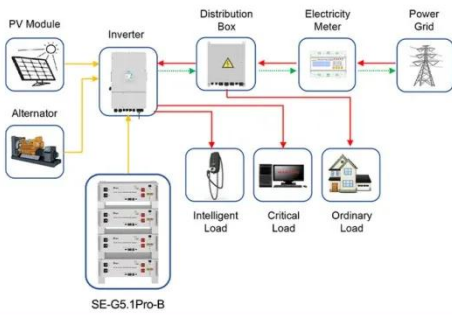 PV Module
Inverter
Distribution
Box
Electricity
Meter
Power
Grid
Alternator
Intelligent
Load
Critical
Load
Ordinary
Load
SE-G5.1Pro-B